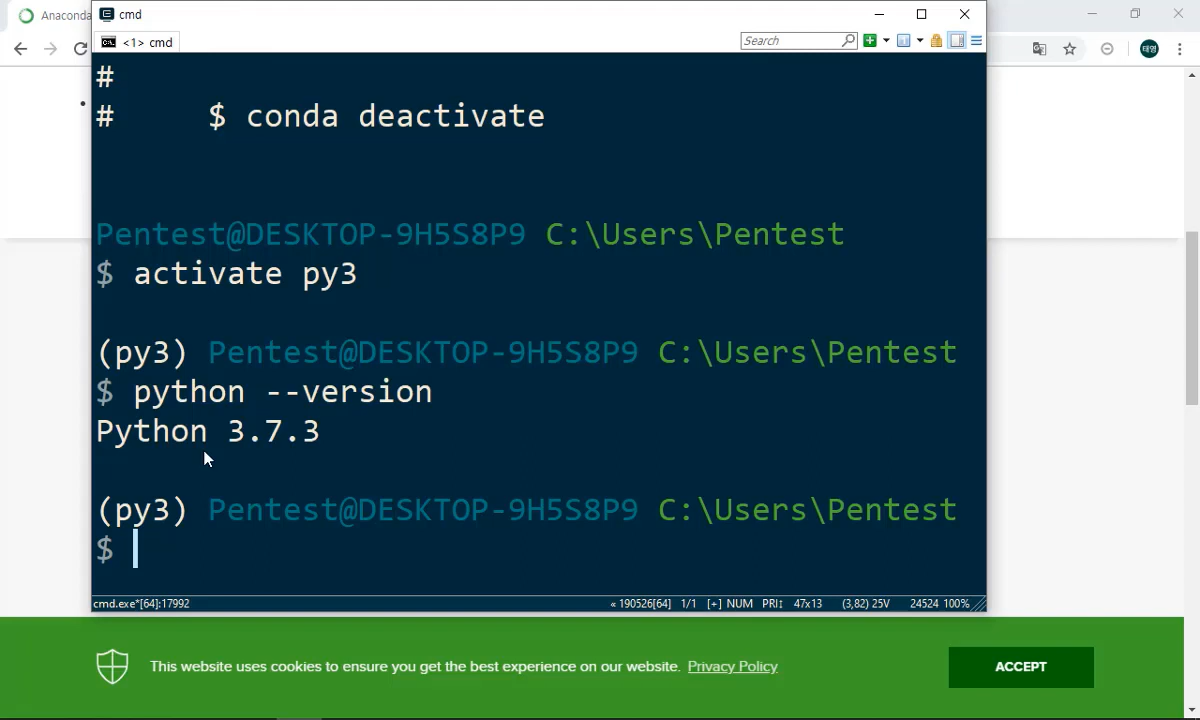 Anaconda
cmd
<1> cmd
Search
태영
#
# $ conda deactivate
Pentest@DESKTOP-9H5S8P9 C:\Users\Pentest
$ activate py3
(py3) Pentest@DESKTOP-9H5S8P9 C:\Users\Pentest
$ python --version
Python 3.7.3
(py3) Pentest@DESKTOP-9H5S8P9 C:\Users\Pentest
$
cmd.exe*[64]:17992 « 190526[64] 1/1 [+] NUM PRI↕ 47x13 (3,82) 25V 24524 100%
This website uses cookies to ensure you get the best experience on our website. Privacy Policy ACCEPT